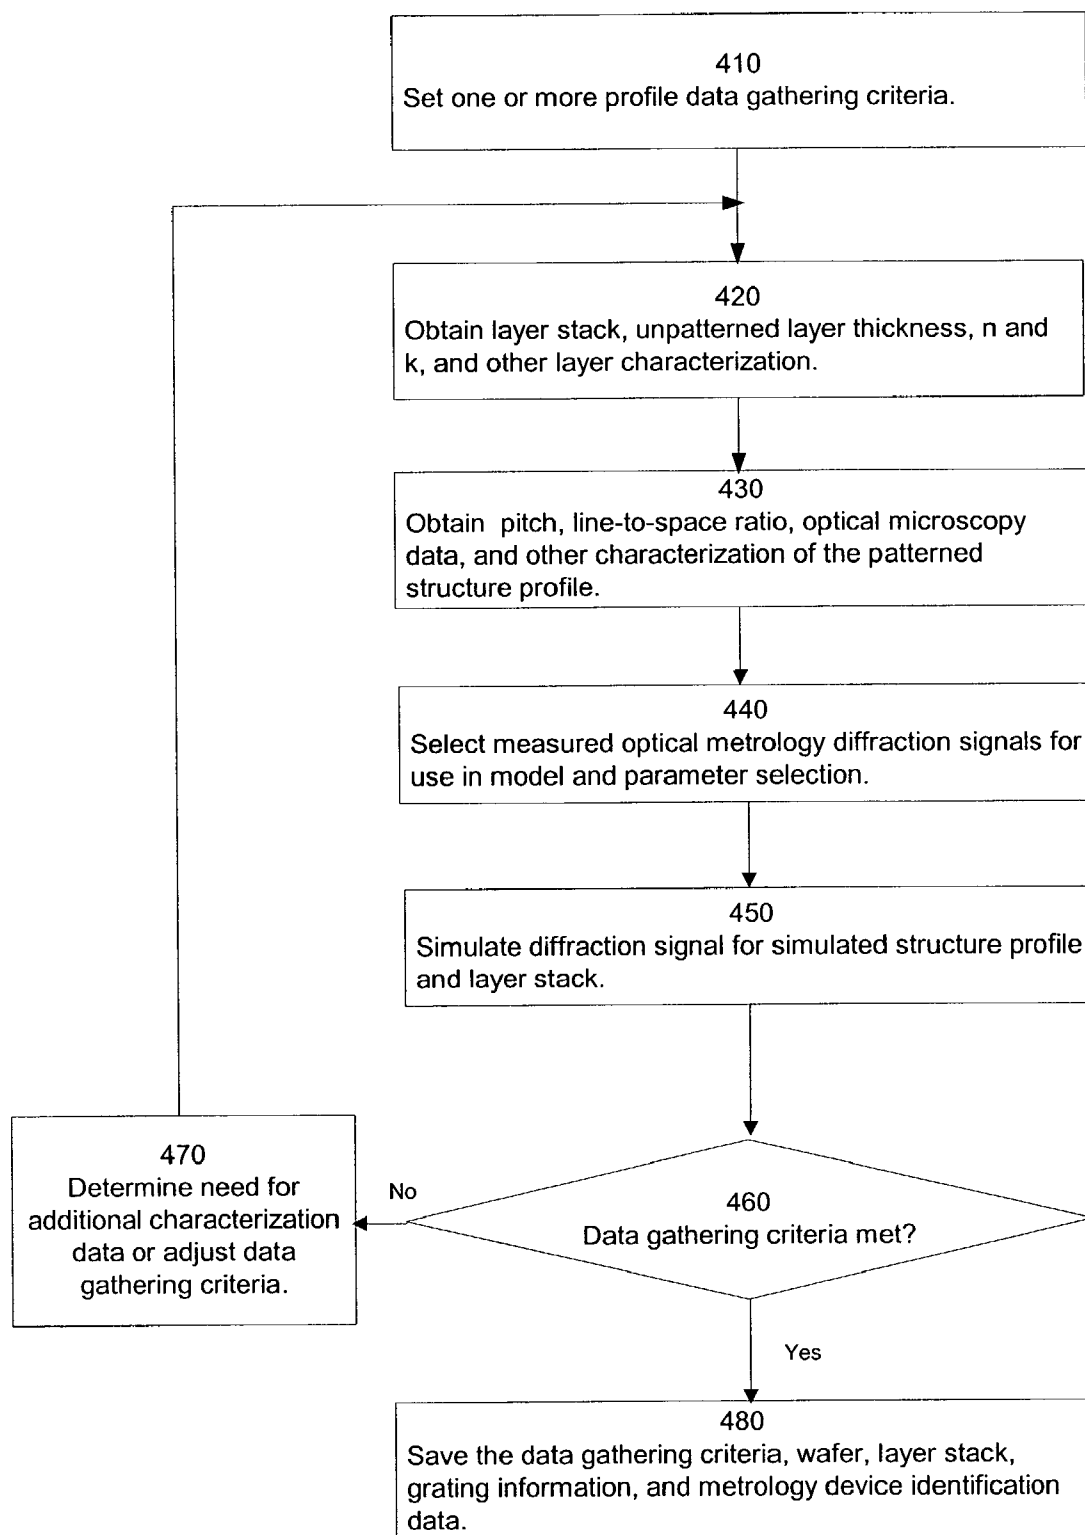 410
Set one or more profile data gathering criteria.
420
Obtain layer stack, unpatterned layer thickness, n and
k, and other layer characterization.
430
Obtain pitch, line-to-space ratio, optical microscopy
data, and other characterization of the patterned
structure profile.
440
Select measured optical metrology diffraction signals for
use in model and parameter selection.
450
Simulate diffraction signal for simulated structure profile
and layer stack.
460
Data gathering criteria met?
No
470
Determine need for
additional characterization
data or adjust data
gathering criteria.
Yes
480
Save the data gathering criteria, wafer, layer stack,
grating information, and metrology device identification
data.